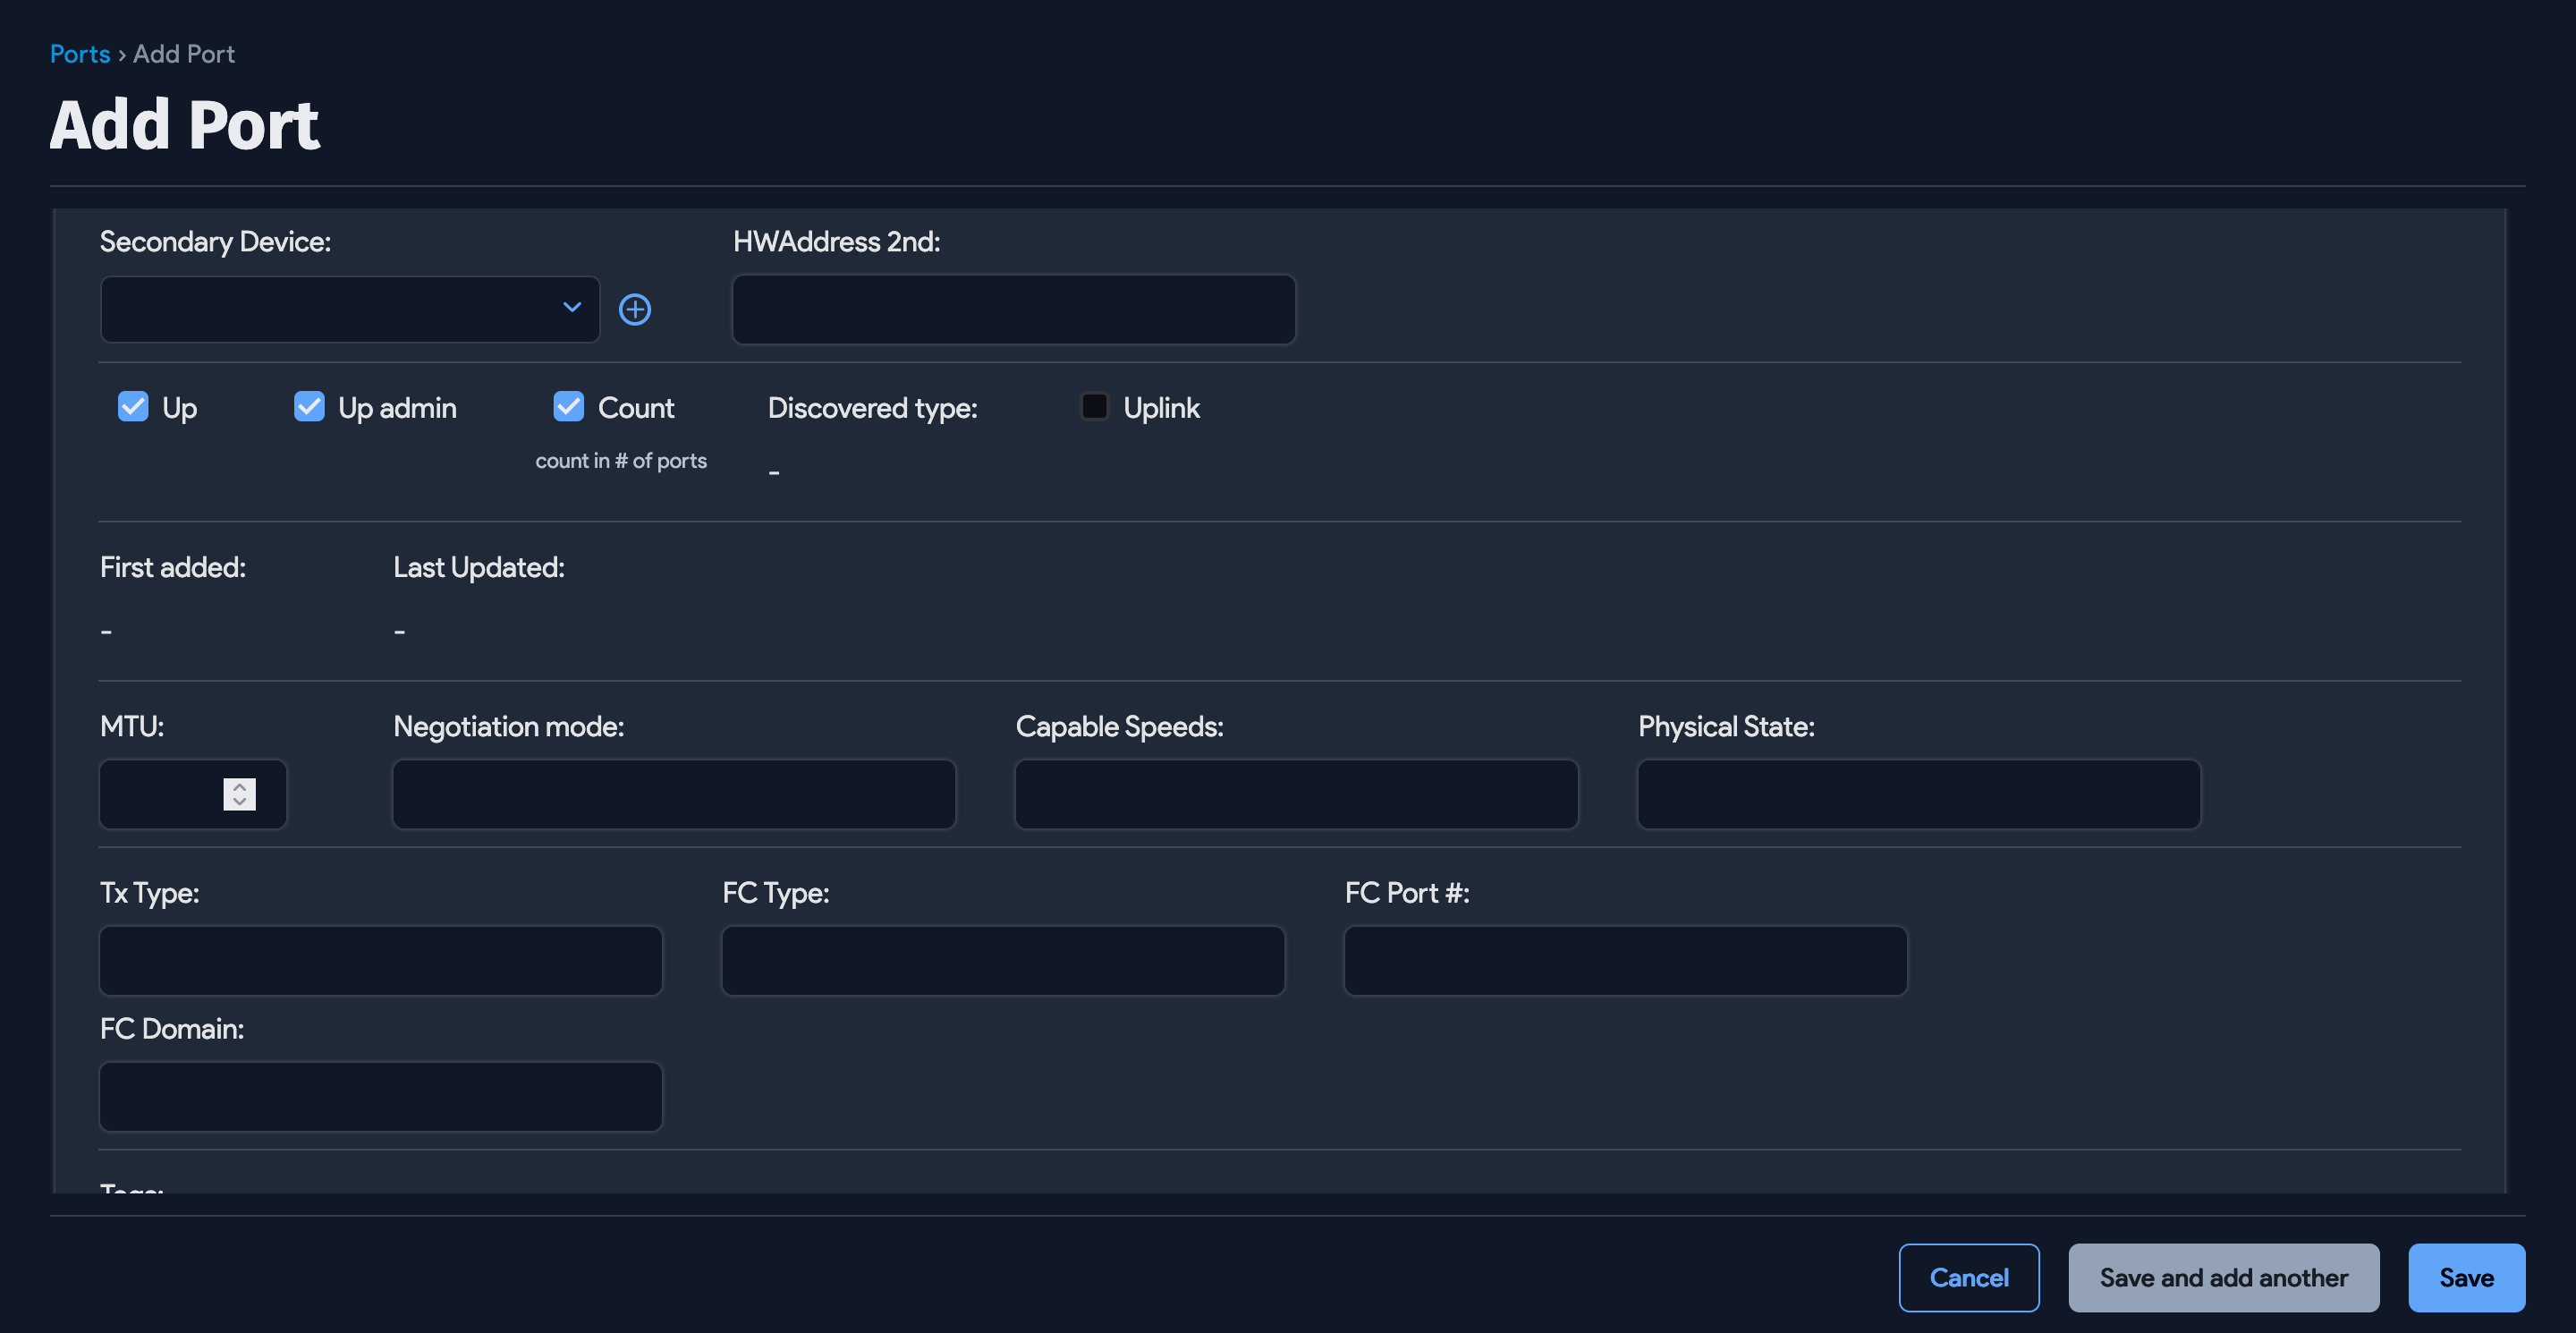 Ports › Add Port
Add Port
Secondary Device: HWAddress 2nd:
Up Up admin Count Discovered type: Uplink
count in # of ports -
First added: Last Updated:
- -
MTU: Negotiation mode: Capable Speeds: Physical State:
Tx Type: FC Type: FC Port #:
FC Domain:
Tags:
Cancel Save and add another Save